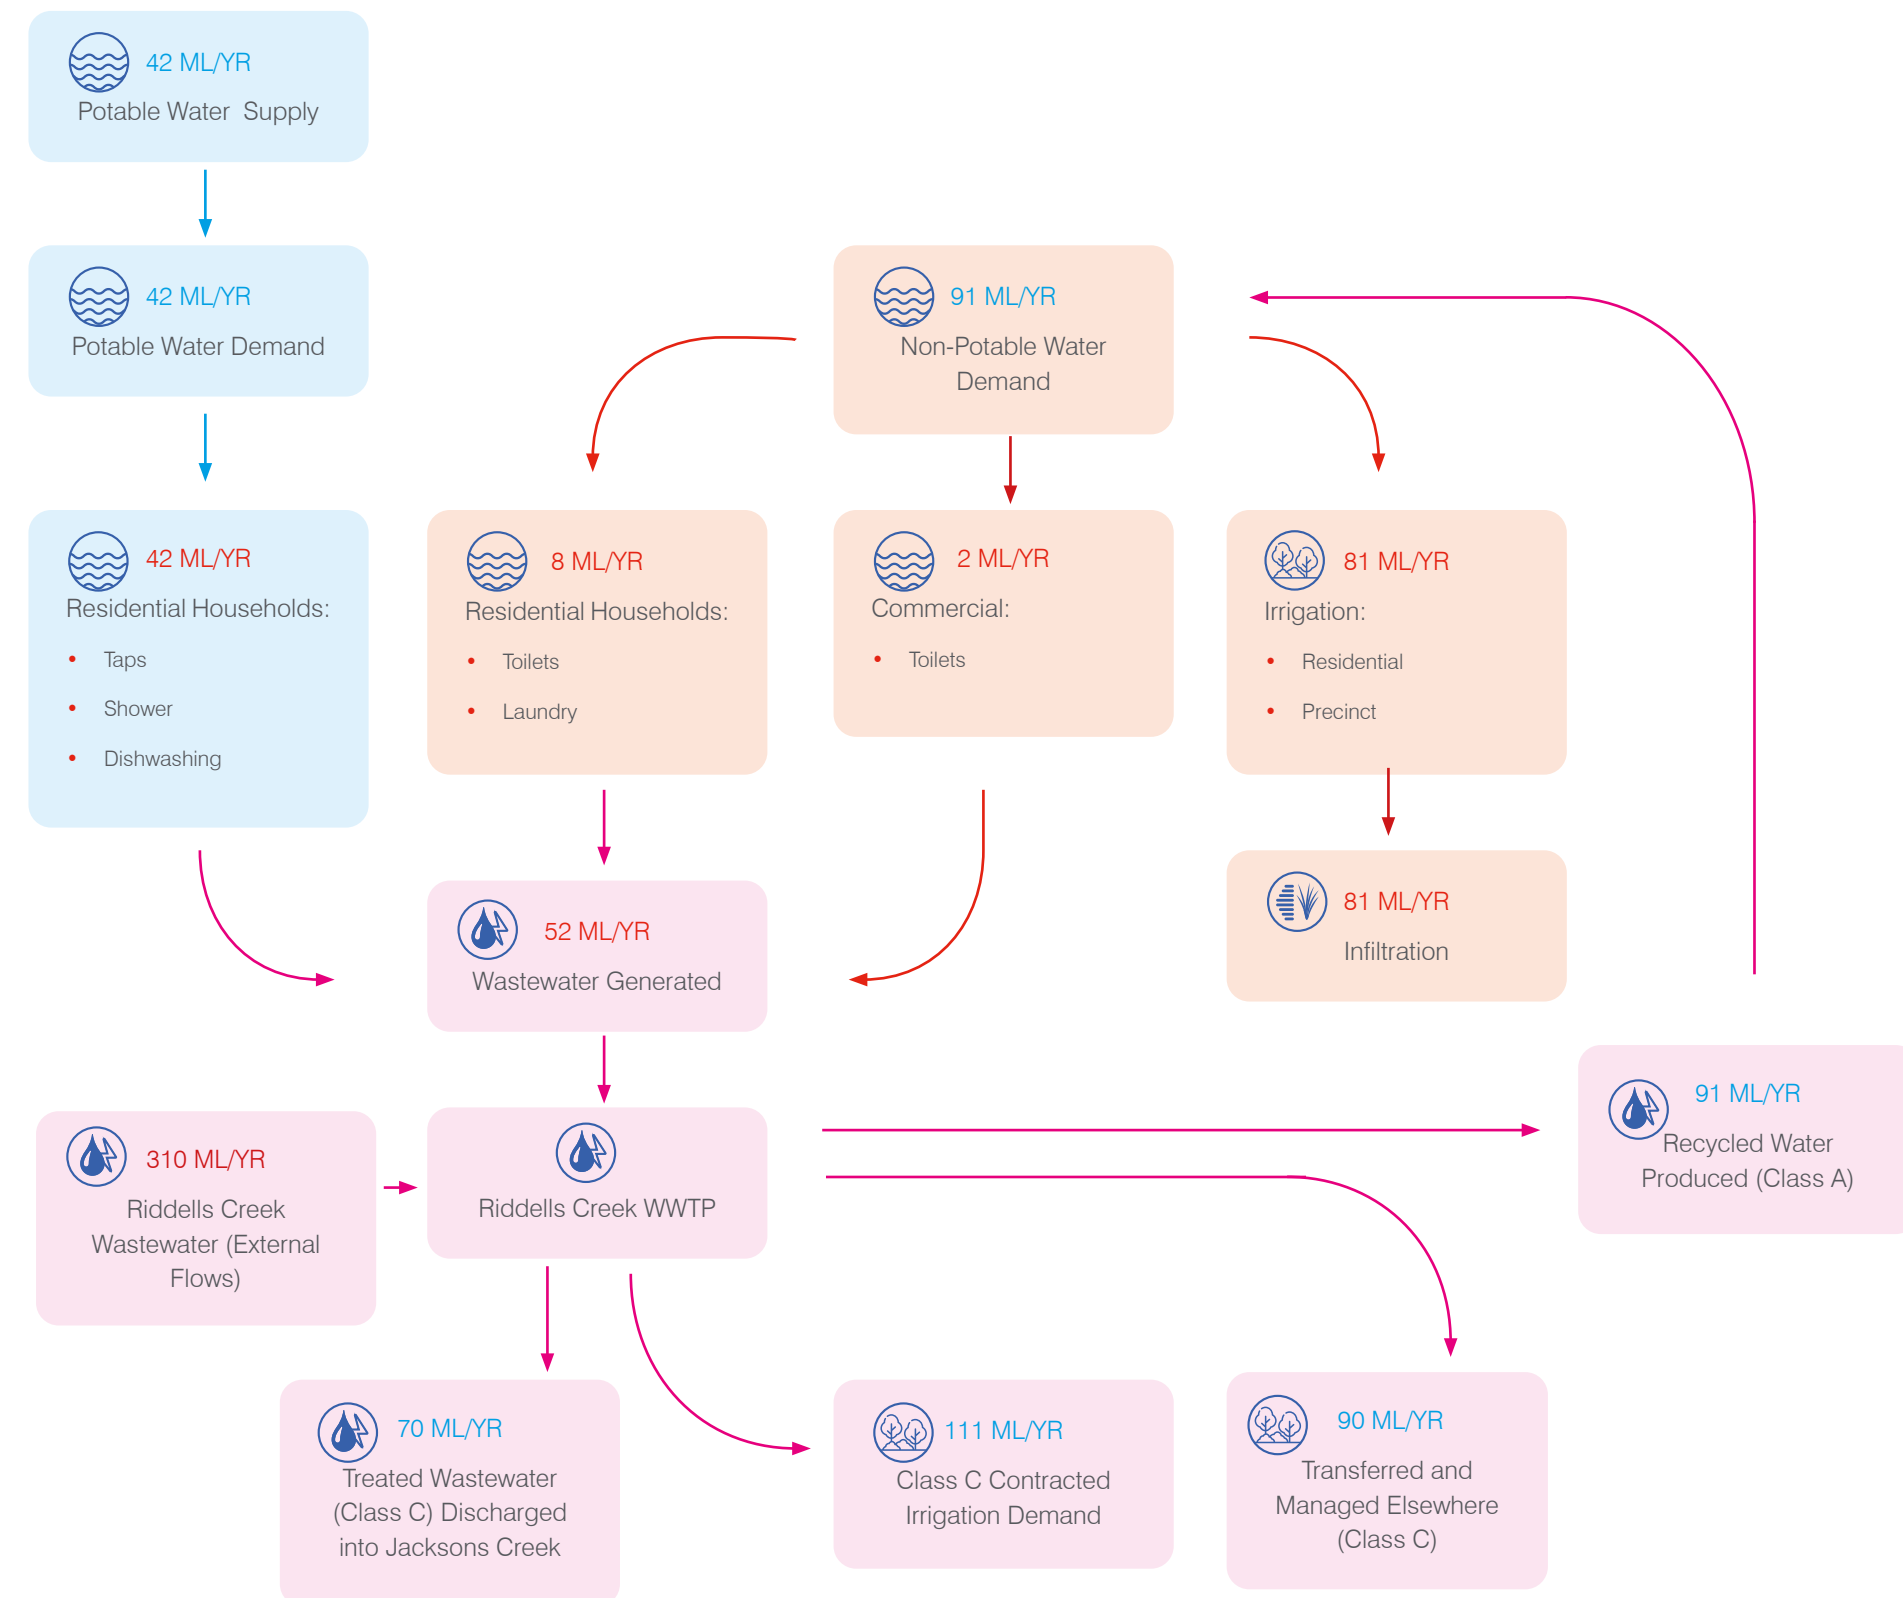 42 ML/YR
Potable Water Supply
42 ML/YR
Potable Water Demand
91 ML/YR
Non-Potable Water
Demand
42 ML/YR
Residential Households:
• Taps
• Shower
• Dishwashing
8 ML/YR
Residential Households:
• Toilets
• Laundry
2 ML/YR
Commercial:
• Toilets
81 ML/YR
Irrigation:
• Residential
• Precinct
81 ML/YR
Infiltration
52 ML/YR
Wastewater Generated
310 ML/YR
Riddells Creek
Wastewater (External
Flows)
Riddells Creek WWTP
91 ML/YR
Recycled Water
Produced (Class A)
70 ML/YR
Treated Wastewater
(Class C) Discharged
into Jacksons Creek
111 ML/YR
Class C Contracted
Irrigation Demand
90 ML/YR
Transferred and
Managed Elsewhere
(Class C)